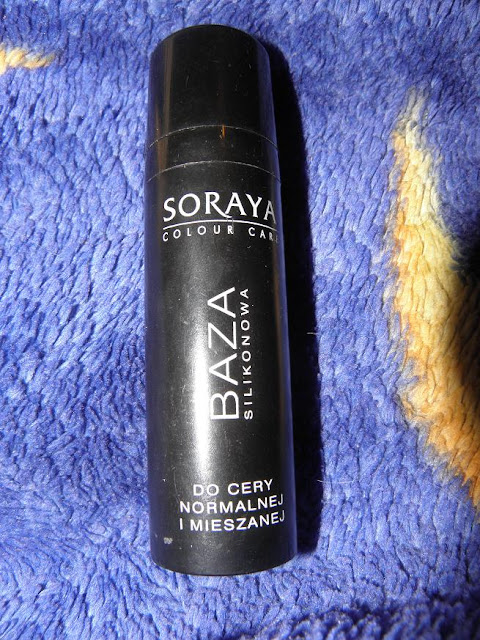 SORAYA
COLOUR CARE
BAZA
SILIKONOWA
DO CERY
NORMALNEJ
I MIESZANEJ